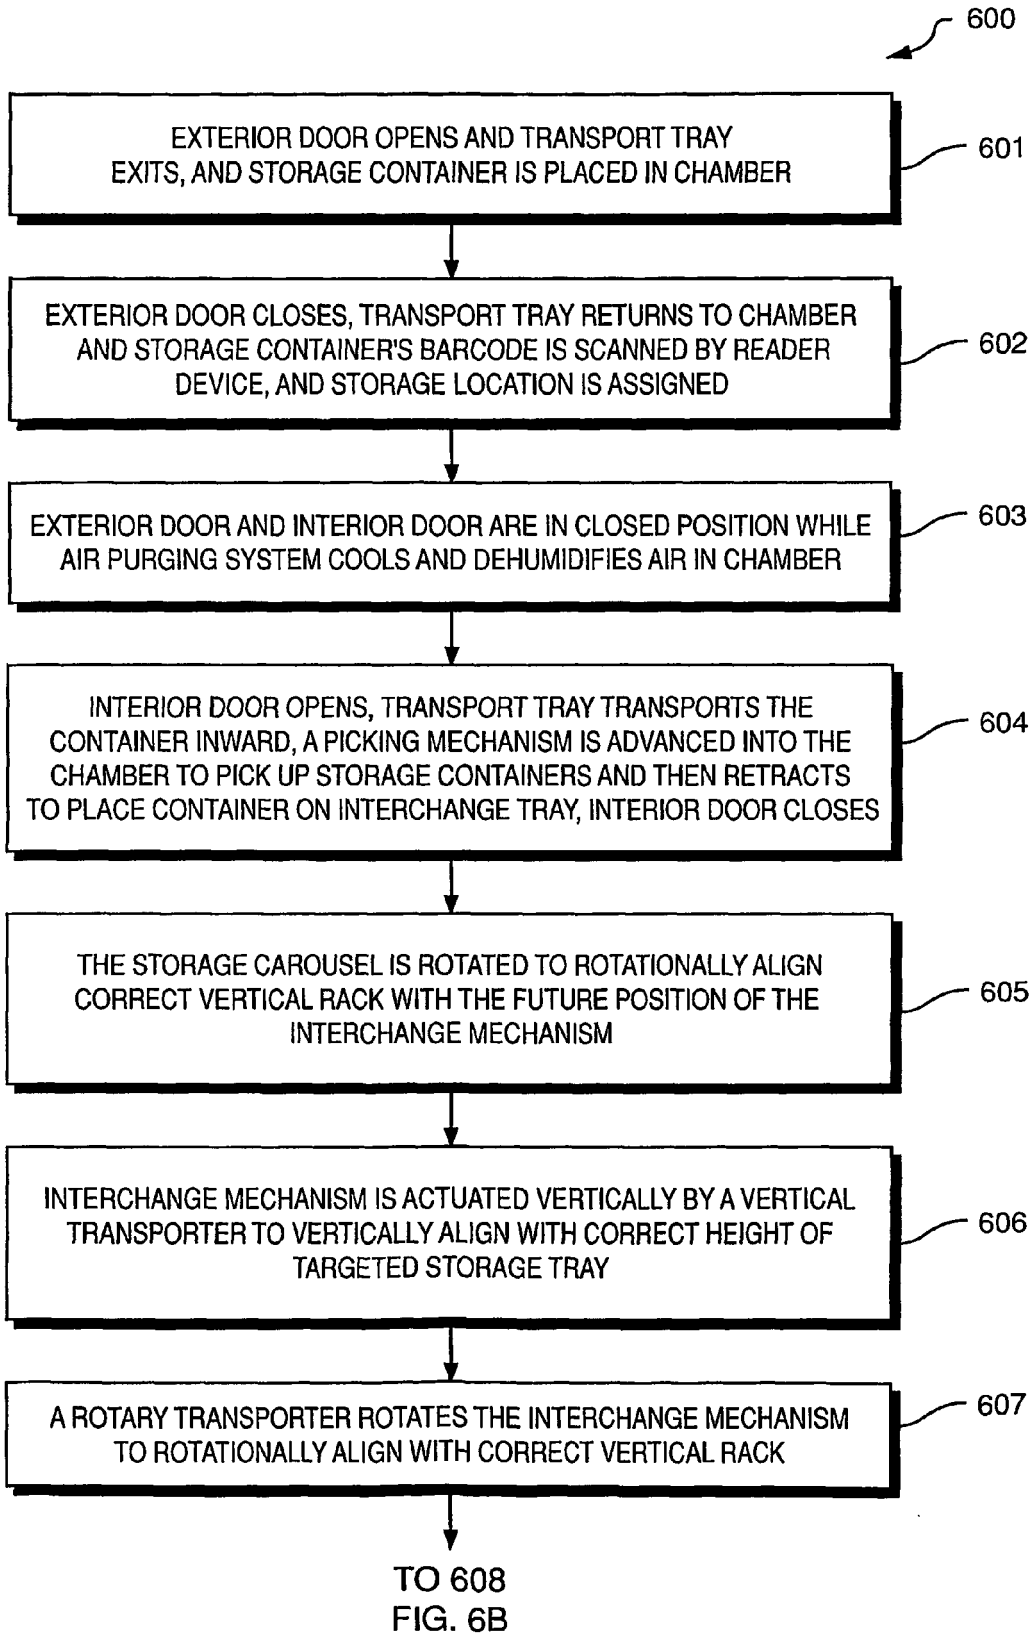 600
EXTERIOR DOOR OPENS AND TRANSPORT TRAY
EXITS, AND STORAGE CONTAINER IS PLACED IN CHAMBER
601
EXTERIOR DOOR CLOSES, TRANSPORT TRAY RETURNS TO CHAMBER
AND STORAGE CONTAINER'S BARCODE IS SCANNED BY READER
DEVICE, AND STORAGE LOCATION IS ASSIGNED
602
EXTERIOR DOOR AND INTERIOR DOOR ARE IN CLOSED POSITION WHILE
AIR PURGING SYSTEM COOLS AND DEHUMIDIFIES AIR IN CHAMBER
603
INTERIOR DOOR OPENS, TRANSPORT TRAY TRANSPORTS THE
CONTAINER INWARD, A PICKING MECHANISM IS ADVANCED INTO THE
CHAMBER TO PICK UP STORAGE CONTAINERS AND THEN RETRACTS
TO PLACE CONTAINER ON INTERCHANGE TRAY, INTERIOR DOOR CLOSES
604
THE STORAGE CAROUSEL IS ROTATED TO ROTATIONALLY ALIGN
CORRECT VERTICAL RACK WITH THE FUTURE POSITION OF THE
INTERCHANGE MECHANISM
605
INTERCHANGE MECHANISM IS ACTUATED VERTICALLY BY A VERTICAL
TRANSPORTER TO VERTICALLY ALIGN WITH CORRECT HEIGHT OF
TARGETED STORAGE TRAY
606
A ROTARY TRANSPORTER ROTATES THE INTERCHANGE MECHANISM
TO ROTATIONALLY ALIGN WITH CORRECT VERTICAL RACK
607
TO 608
FIG. 6B